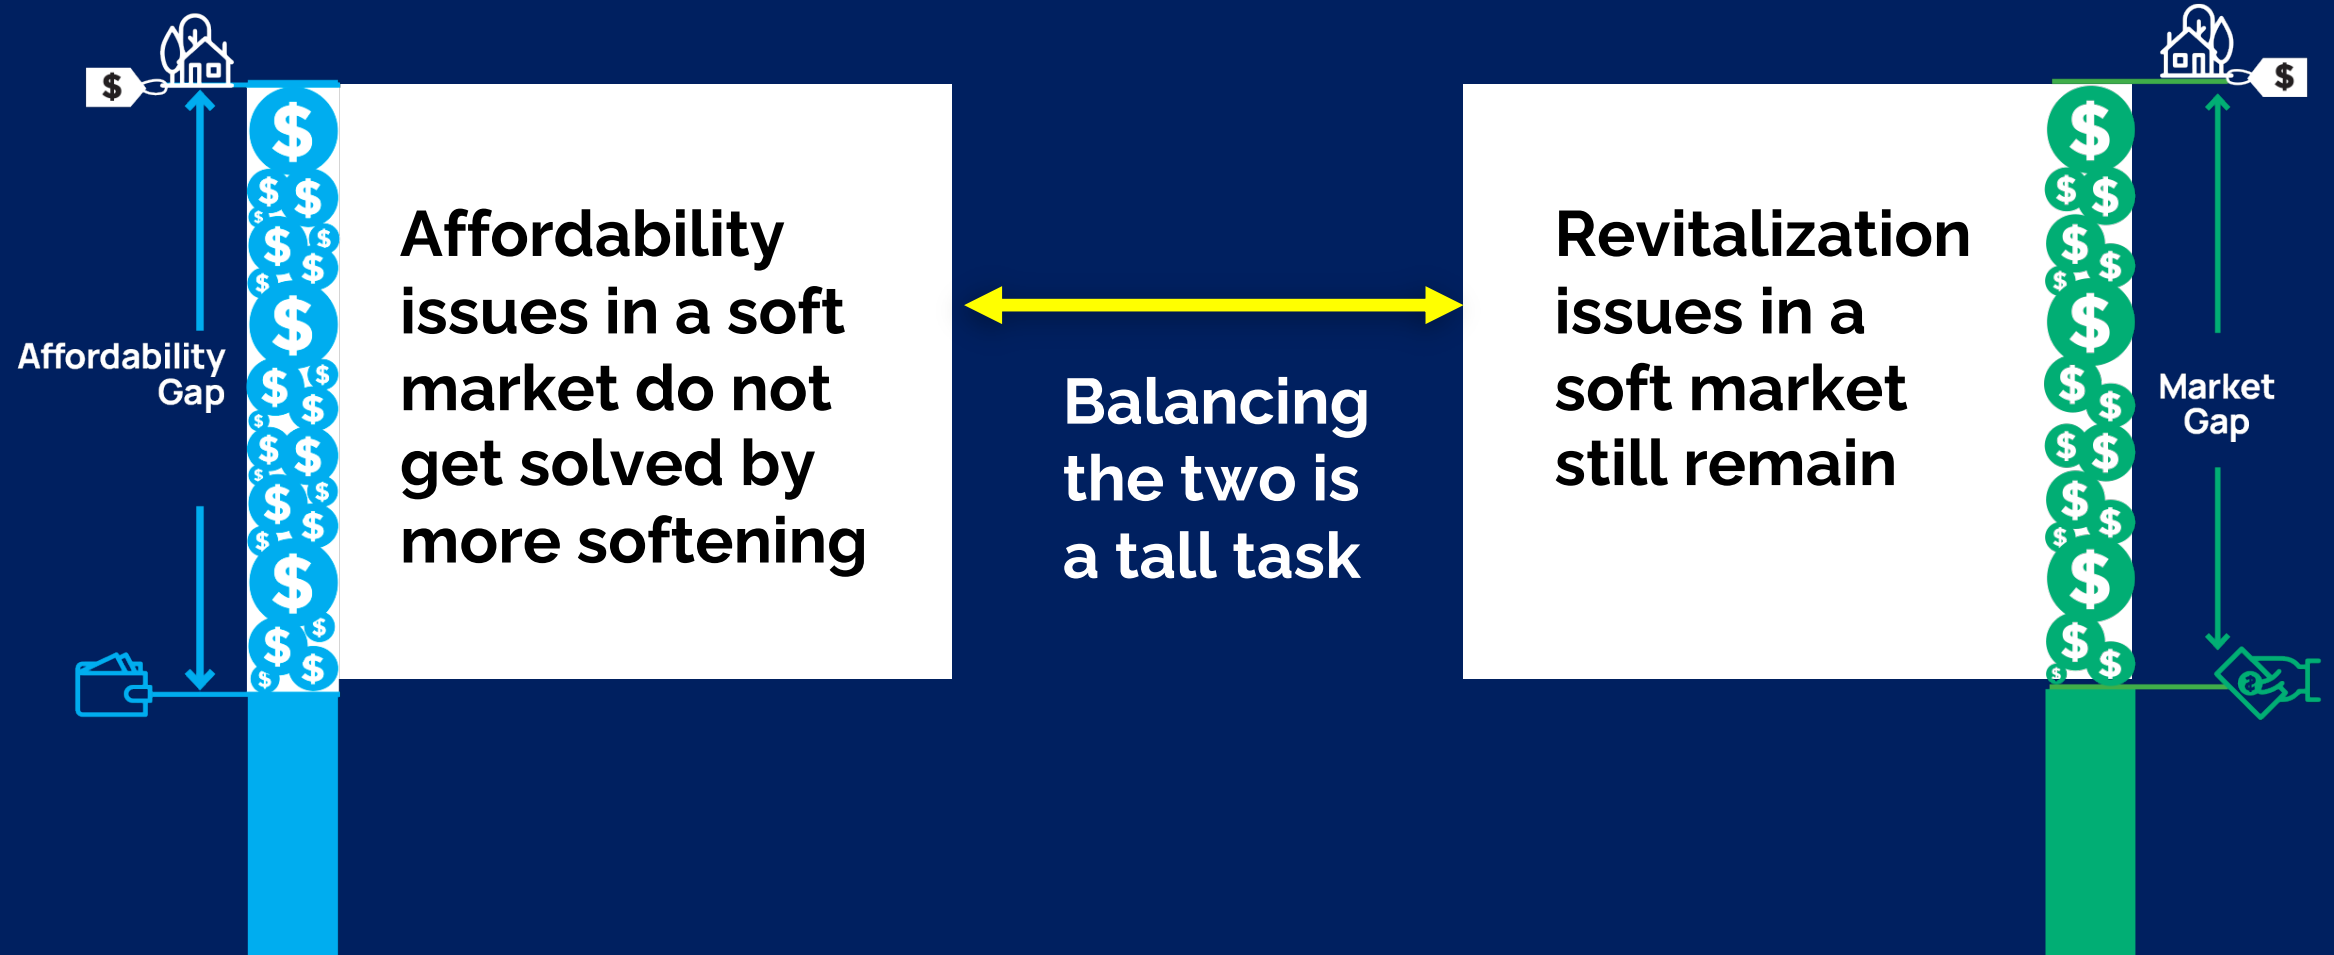 Affordability
Gap
Affordability
issues in a soft
market do not
get solved by
more softening
Balancing
the two is
a tall task
Revitalization
issues in a
soft market
still remain
Market
Gap